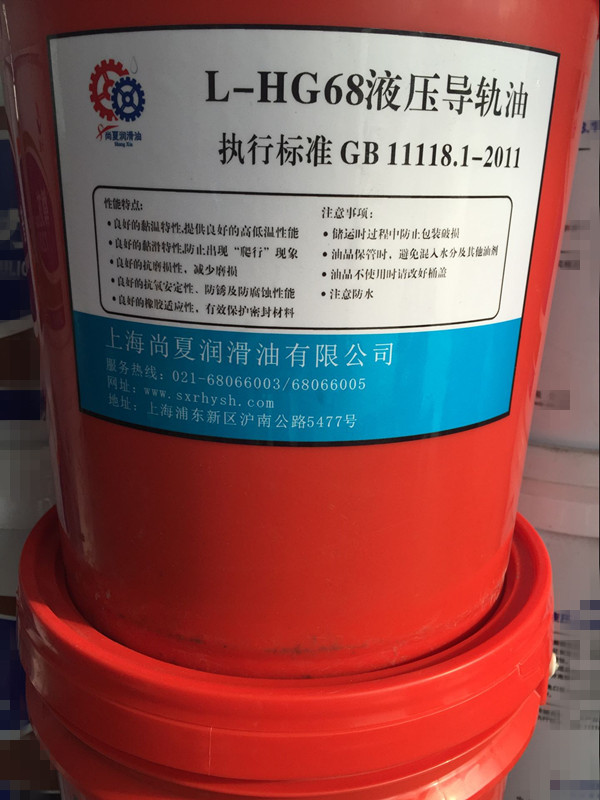 尚夏润滑油
Shang Xia
L-HG68液压导轨油
执行标准 GB 11118.1-2011
性能特点:
• 良好的黏温特性,提供良好的高低温性能
• 良好的黏滑特性,防止出现“爬行”现象
• 良好的抗磨损性,减少磨损
• 良好的抗氧安定性、防锈及防腐蚀性能
• 良好的橡胶适应性,有效保护密封材料
注意事项:
• 储运时过程中防止包装破损
• 油品保管时,避免混入水分及其他油剂
• 油品不使用时请改好桶盖
• 注意防水
上海尚夏润滑油有限公司
服务热线: 021-68066003/68066005
网址: www.sxrhysh.com
地址: 上海浦东新区沪南公路5477号